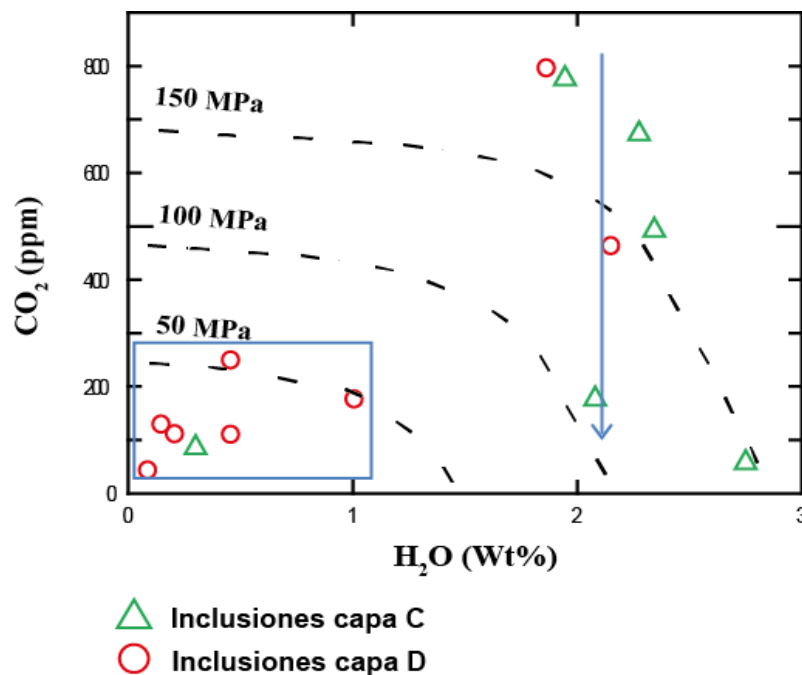 800
150 MPa
600
100 MPa
400
50 MPa
200
0
0
1
2
3
CO2 (ppm)
H2O (Wt%)
Inclusiones capa C
Inclusiones capa D